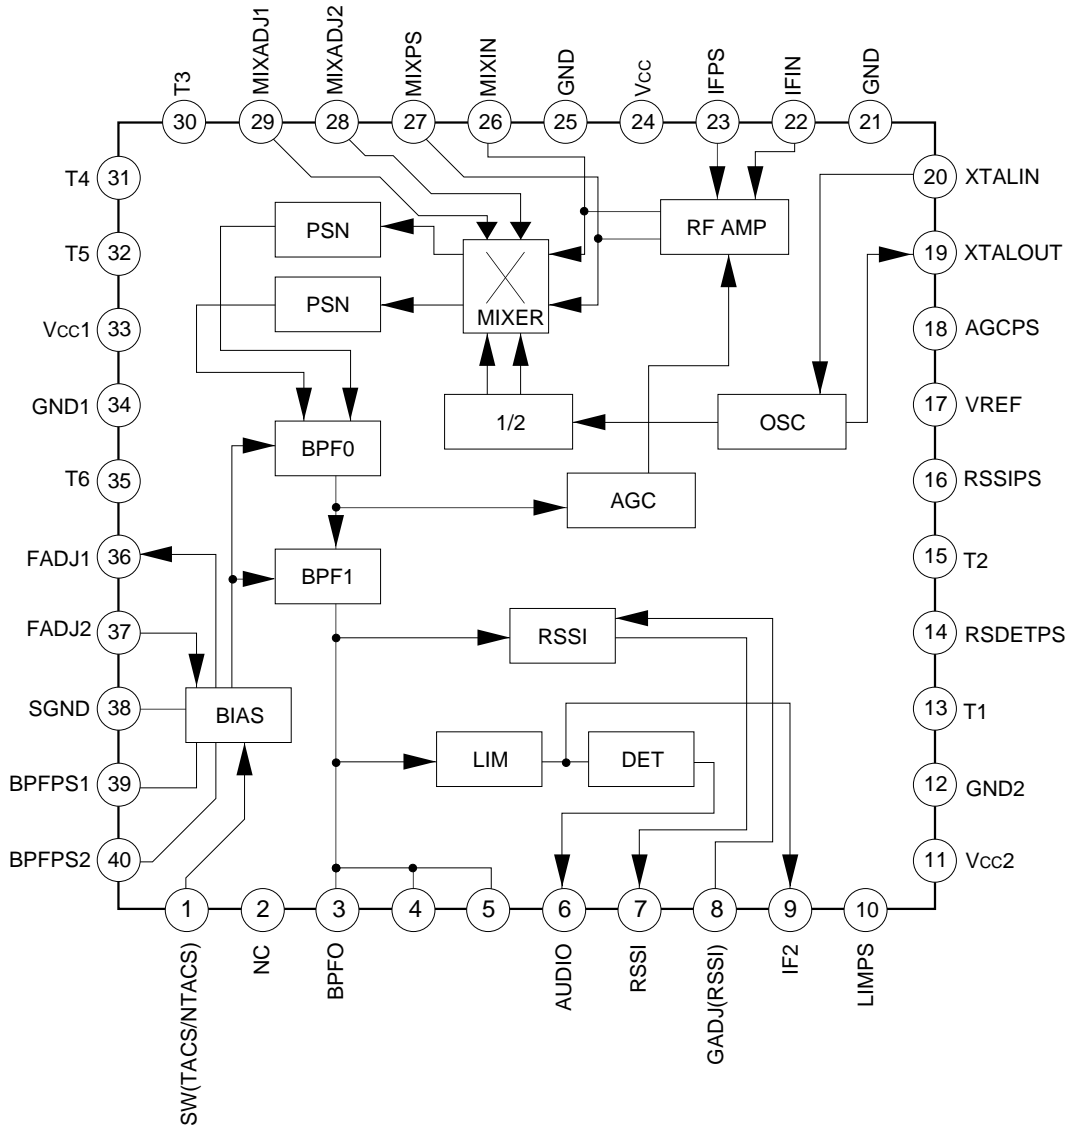 T3
MIXADJ1
MIXADJ2
MIXPS
MIXIN
GND
Vcc
IFPS
IFIN
GND
30
29
28
27
26
25
24
23
22
21
T4
31
20
XTALIN
PSN
RF AMP
T5
32
19
XTALOUT
PSN
MIXER
Vcc1
33
18
AGCPS
GND1
34
17
VREF
1/2
OSC
BPF0
T6
35
16
RSSIPS
AGC
FADJ1
36
15
T2
BPF1
FADJ2
37
14
RSDETPS
RSSI
SGND
38
13
T1
BIAS
LIM
DET
BPFPS1
39
12
GND2
BPFPS2
40
11
Vcc2
1
2
3
4
5
6
7
8
9
10
SW(TACS/NTACS)
NC
BPFO
AUDIO
RSSI
GADJ(RSSI)
IF2
LIMPS